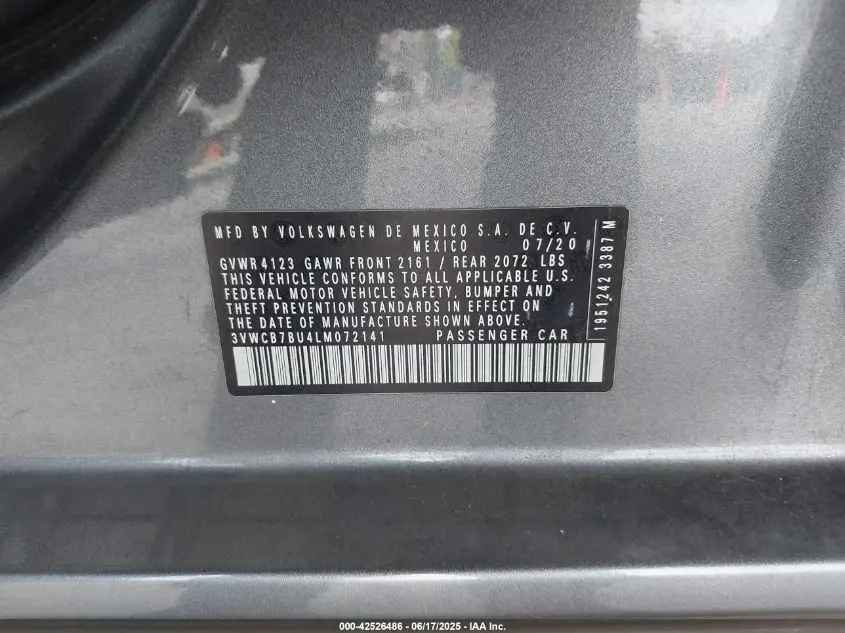 MFD BY VOLKSWAGEN DE MEXICO S.A. DE C.V.
MEXICO 07/20
GVWR 4123 GAWR FRONT 2161 / REAR 2072 LBS
THIS VEHICLE CONFORMS TO ALL APPLICABLE U.S.
FEDERAL MOTOR VEHICLE SAFETY, BUMPER AND
THEFT PREVENTION STANDARDS IN EFFECT ON
THE DATE OF MANUFACTURE SHOWN ABOVE.
3VWCB7BU4LM072141 PASSENGER CAR
1951242 3387 M
000-42526486 - 06/17/2025 - IAA Inc.